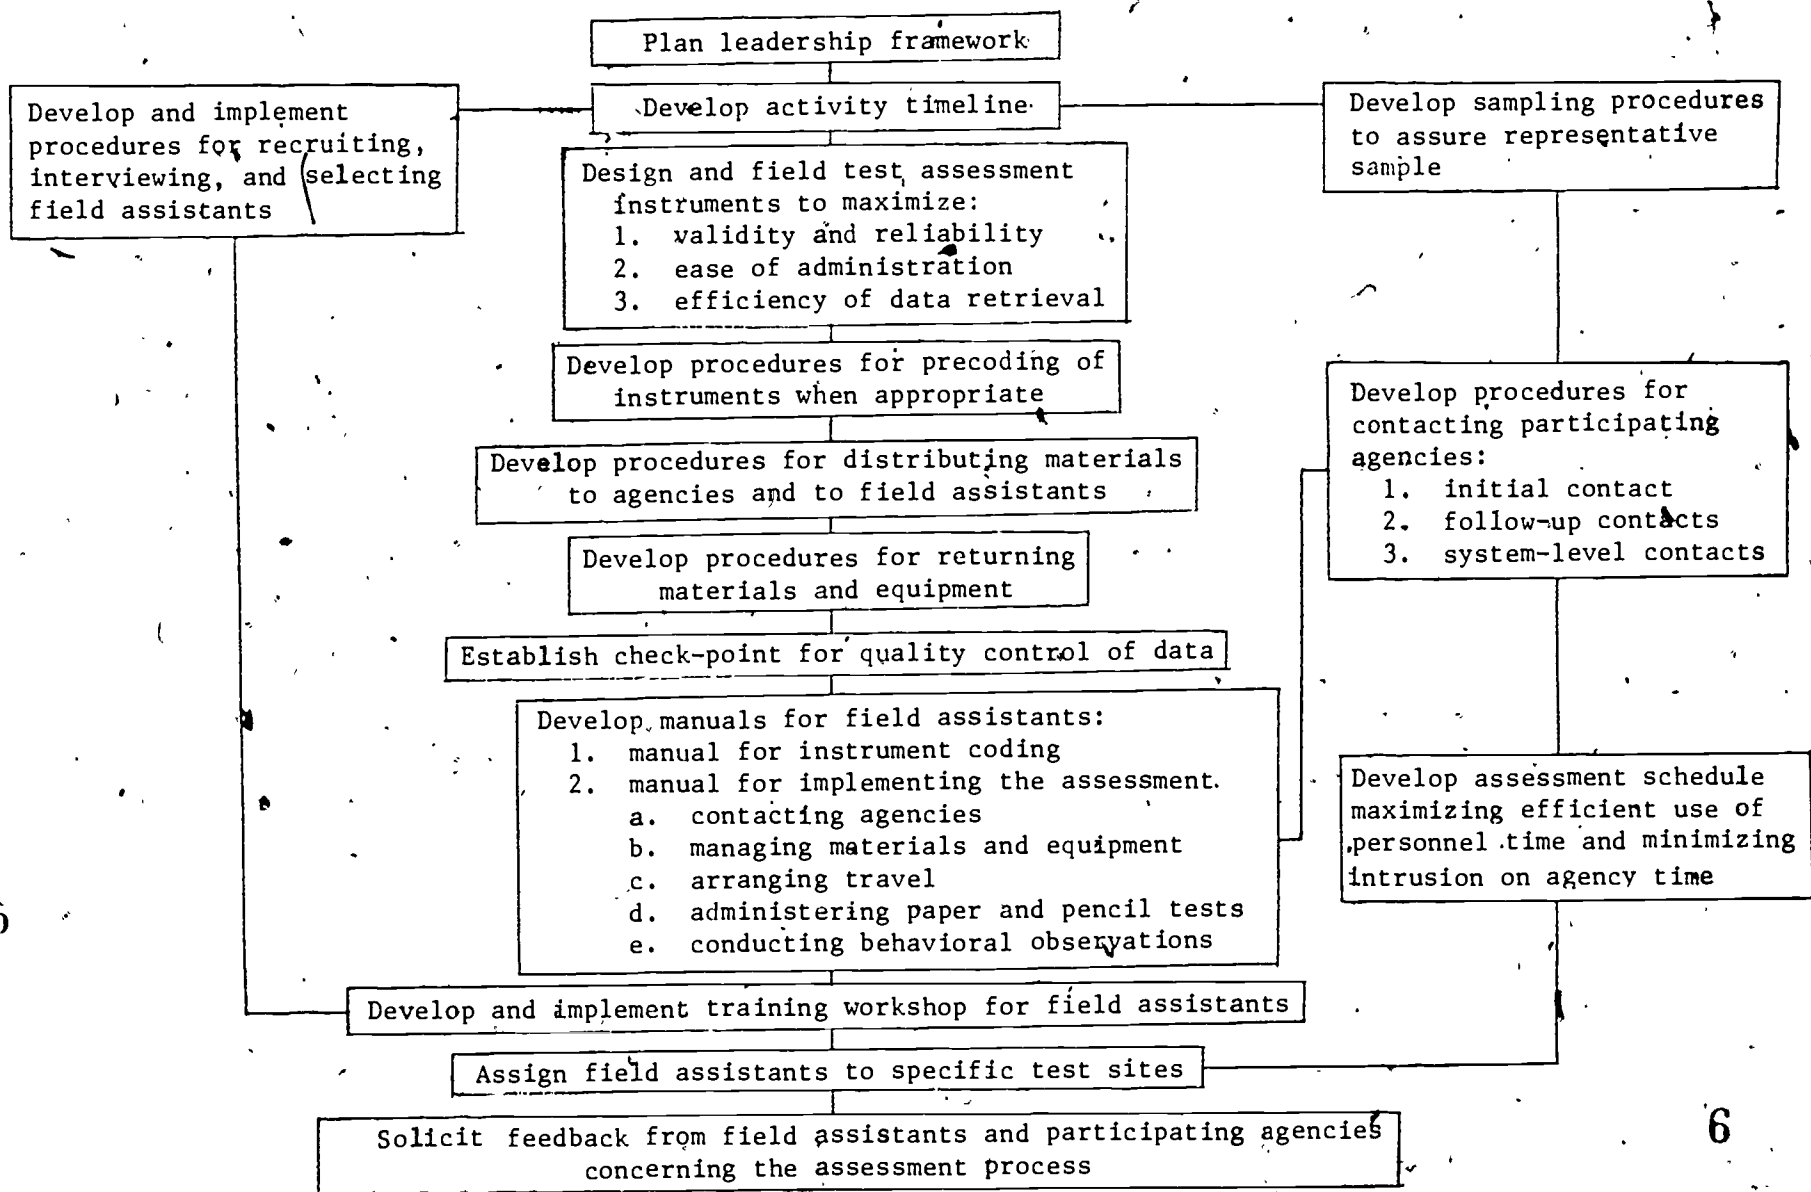 Plan leadership framework
Develop activity timeline
Develop and implement
procedures for recruiting,
interviewing, and selecting
field assistants
Develop sampling procedures
to assure representative
sample
Design and field test assessment
instruments to maximize:
1. validity and reliability
2. ease of administration
3. efficiency of data retrieval
Develop procedures for precoding of
instruments when appropriate
Develop procedures for
contacting participating
agencies:
1. initial contact
2. follow-up contacts
3. system-level contacts
Develop procedures for distributing materials
to agencies and to field assistants
Develop procedures for returning
materials and equipment
Establish check-point for quality control of data
Develop manuals for field assistants:
1. manual for instrument coding
2. manual for implementing the assessment.
a. contacting agencies
b. managing materials and equipment
c. arranging travel
d. administering paper and pencil tests
e. conducting behavioral observations
Develop assessment schedule
maximizing efficient use of
personnel time and minimizing
intrusion on agency time
Develop and implement training workshop for field assistants
Assign field assistants to specific test sites
Solicit feedback from field assistants and participating agencies
concerning the assessment process
6